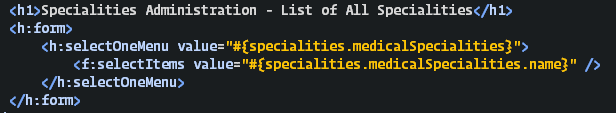 <h1>Specialities Administration - List of All Specialities</h1>
<h:form>
    <h:selectOneMenu value="#{specialities.medicalSpecialities}">
        <f:selectItems value="#{specialities.medicalSpecialities.name}" />
    </h:selectOneMenu>
</h:form>